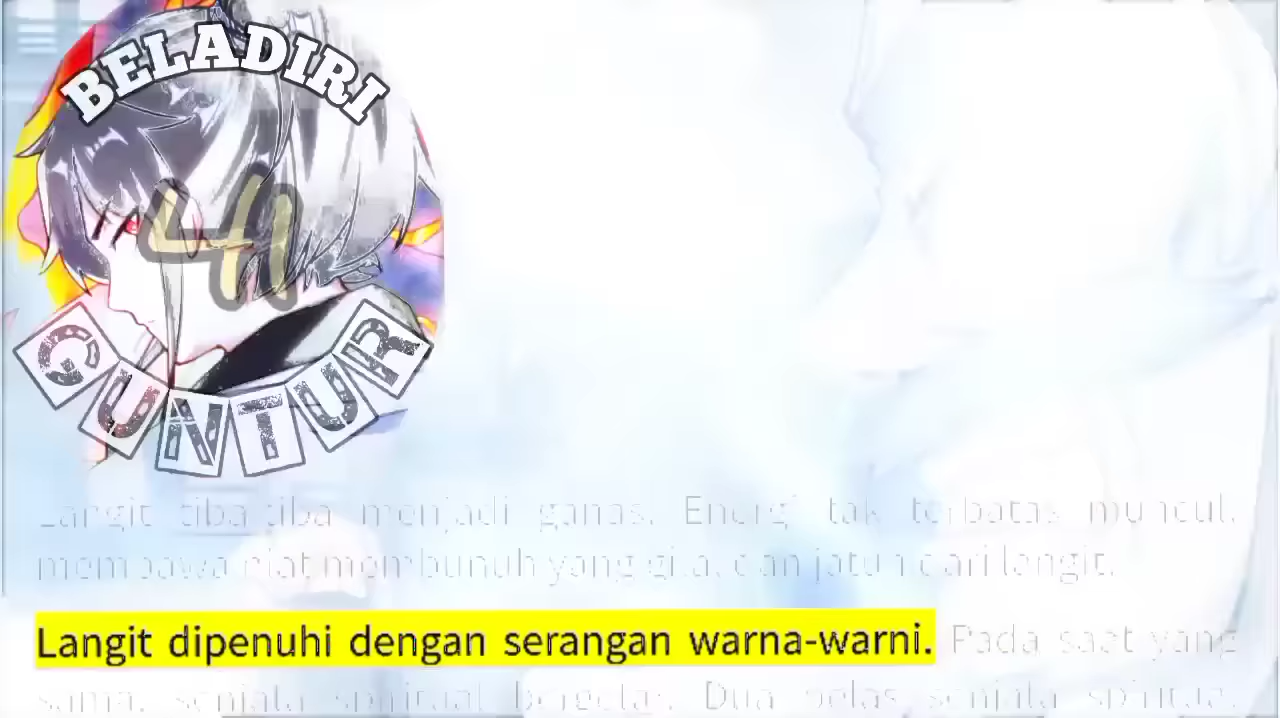 BELADIRI
GUNTUR
Langit tiba-tiba menjadi ganas. Energi tak terbatas muncul,
membawa niat membunuh yang gila, dan jatuh dari langit.
Langit dipenuhi dengan serangan warna-warni. Pada saat yang
sama, senjata spiritual bergelas. Dua belas senjata spiritual